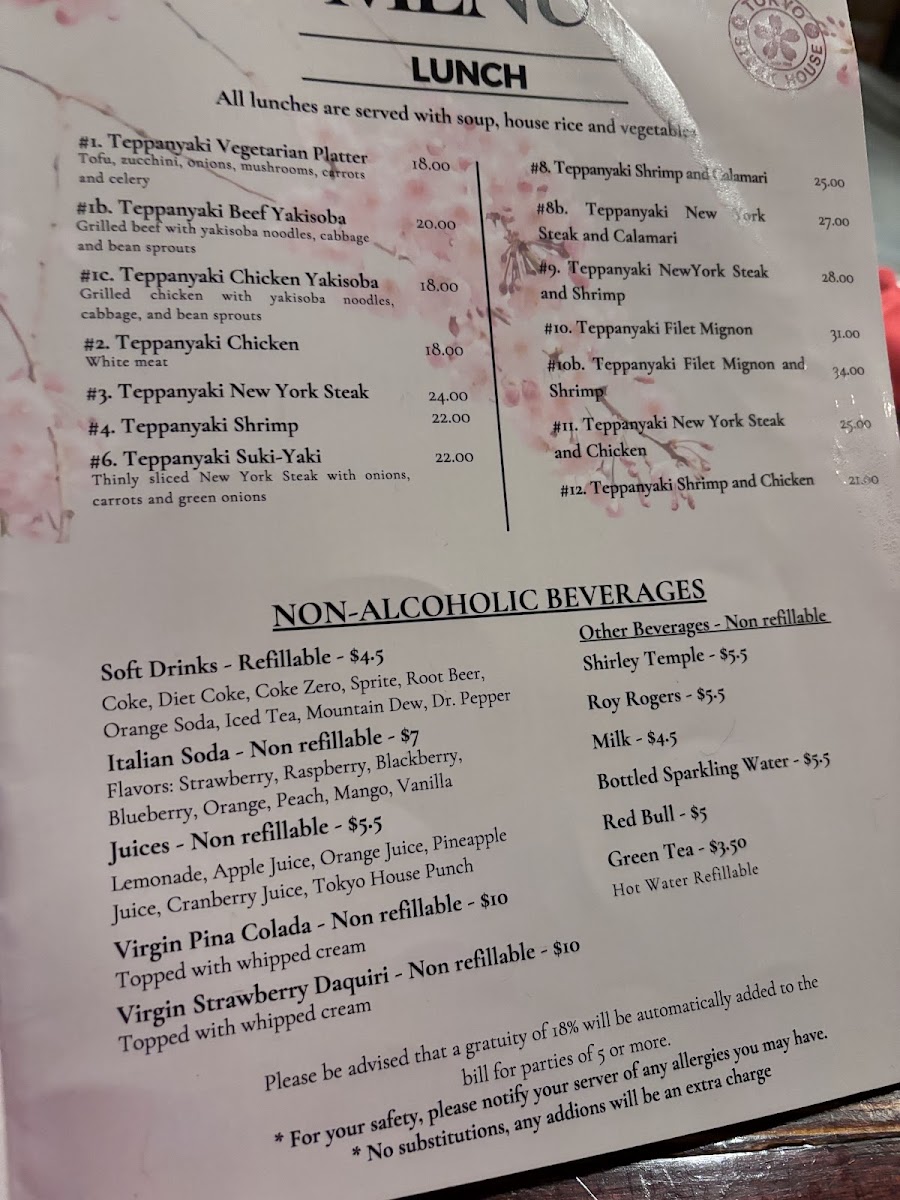 MENU
LUNCH
TOKYO
STEAK HOUSE
All lunches are served with soup, house rice and vegetables
#1. Teppanyaki Vegetarian Platter 18.00
Tofu, zucchini, onions, mushrooms, carrots
and celery
#1b. Teppanyaki Beef Yakisoba 20.00
Grilled beef with yakisoba noodles, cabbage
and bean sprouts
#1c. Teppanyaki Chicken Yakisoba 18.00
Grilled chicken with yakisoba noodles,
cabbage, and bean sprouts
#2. Teppanyaki Chicken 18.00
White meat
#3. Teppanyaki New York Steak 24.00
#4. Teppanyaki Shrimp 22.00
#6. Teppanyaki Suki-Yaki 22.00
Thinly sliced New York Steak with onions,
carrots and green onions
#8. Teppanyaki Shrimp and Calamari 25.00
#8b. Teppanyaki New York 27.00
Steak and Calamari
#9. Teppanyaki NewYork Steak 28.00
and Shrimp
#10. Teppanyaki Filet Mignon 31.00
#10b. Teppanyaki Filet Mignon and 34.00
Shrimp
#11. Teppanyaki New York Steak 25.00
and Chicken
#12. Teppanyaki Shrimp and Chicken 21.00
NON-ALCOHOLIC BEVERAGES
Soft Drinks - Refillable - $4.5
Coke, Diet Coke, Coke Zero, Sprite, Root Beer,
Orange Soda, Iced Tea, Mountain Dew, Dr. Pepper
Italian Soda - Non refillable - $7
Flavors: Strawberry, Raspberry, Blackberry,
Blueberry, Orange, Peach, Mango, Vanilla
Juices - Non refillable - $5.5
Lemonade, Apple Juice, Orange Juice, Pineapple
Juice, Cranberry Juice, Tokyo House Punch
Virgin Pina Colada - Non refillable - $10
Topped with whipped cream
Virgin Strawberry Daquiri - Non refillable - $10
Topped with whipped cream
Other Beverages - Non refillable
Shirley Temple - $5.5
Roy Rogers - $5.5
Milk - $4.5
Bottled Sparkling Water - $5.5
Red Bull - $5
Green Tea - $3.50
Hot Water Refillable
Please be advised that a gratuity of 18% will be automatically added to the
bill for parties of 5 or more.
* For your safety, please notify your server of any allergies you may have.
* No substitutions, any addions will be an extra charge